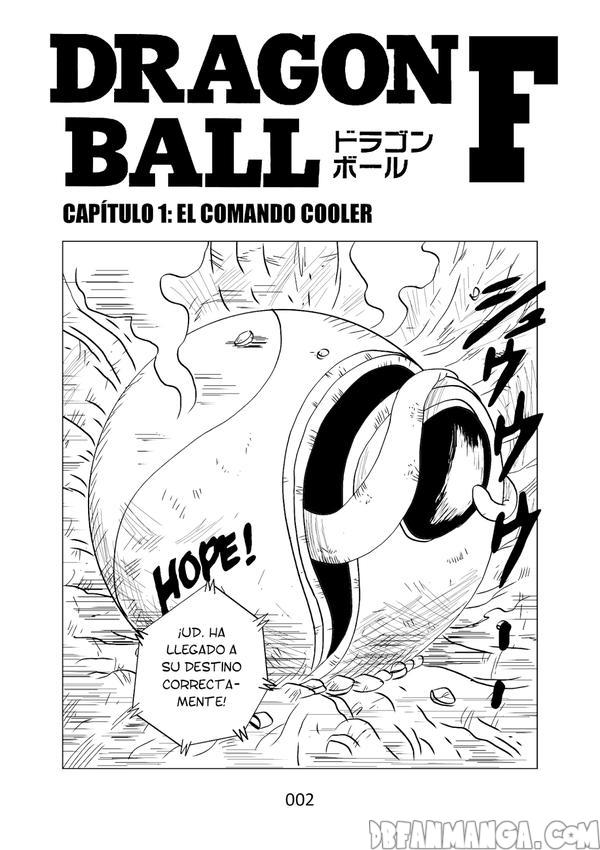 DRAGON
BALL
F
ドラゴン
ボール
CAPÍTULO 1: EL COMANDO COOLER
シュウウウウ
HOPE!
¡UD. HA
LLEGADO A
SU DESTINO
CORRECTA-
MENTE!
002
DBFANMANGA.COM